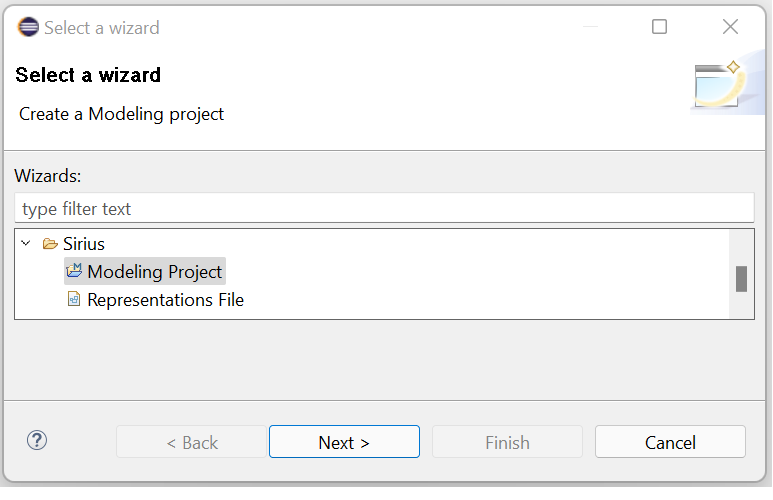 Select a wizard
Select a wizard
Create a Modeling project
Wizards:
type filter text
Sirius
Modeling Project
Representations File
< Back
Next >
Finish
Cancel